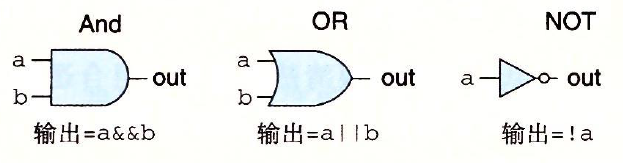 And
OR
NOT
a
b
out
a
b
out
a
out
输出=a&&b
输出=a||b
输出=!a